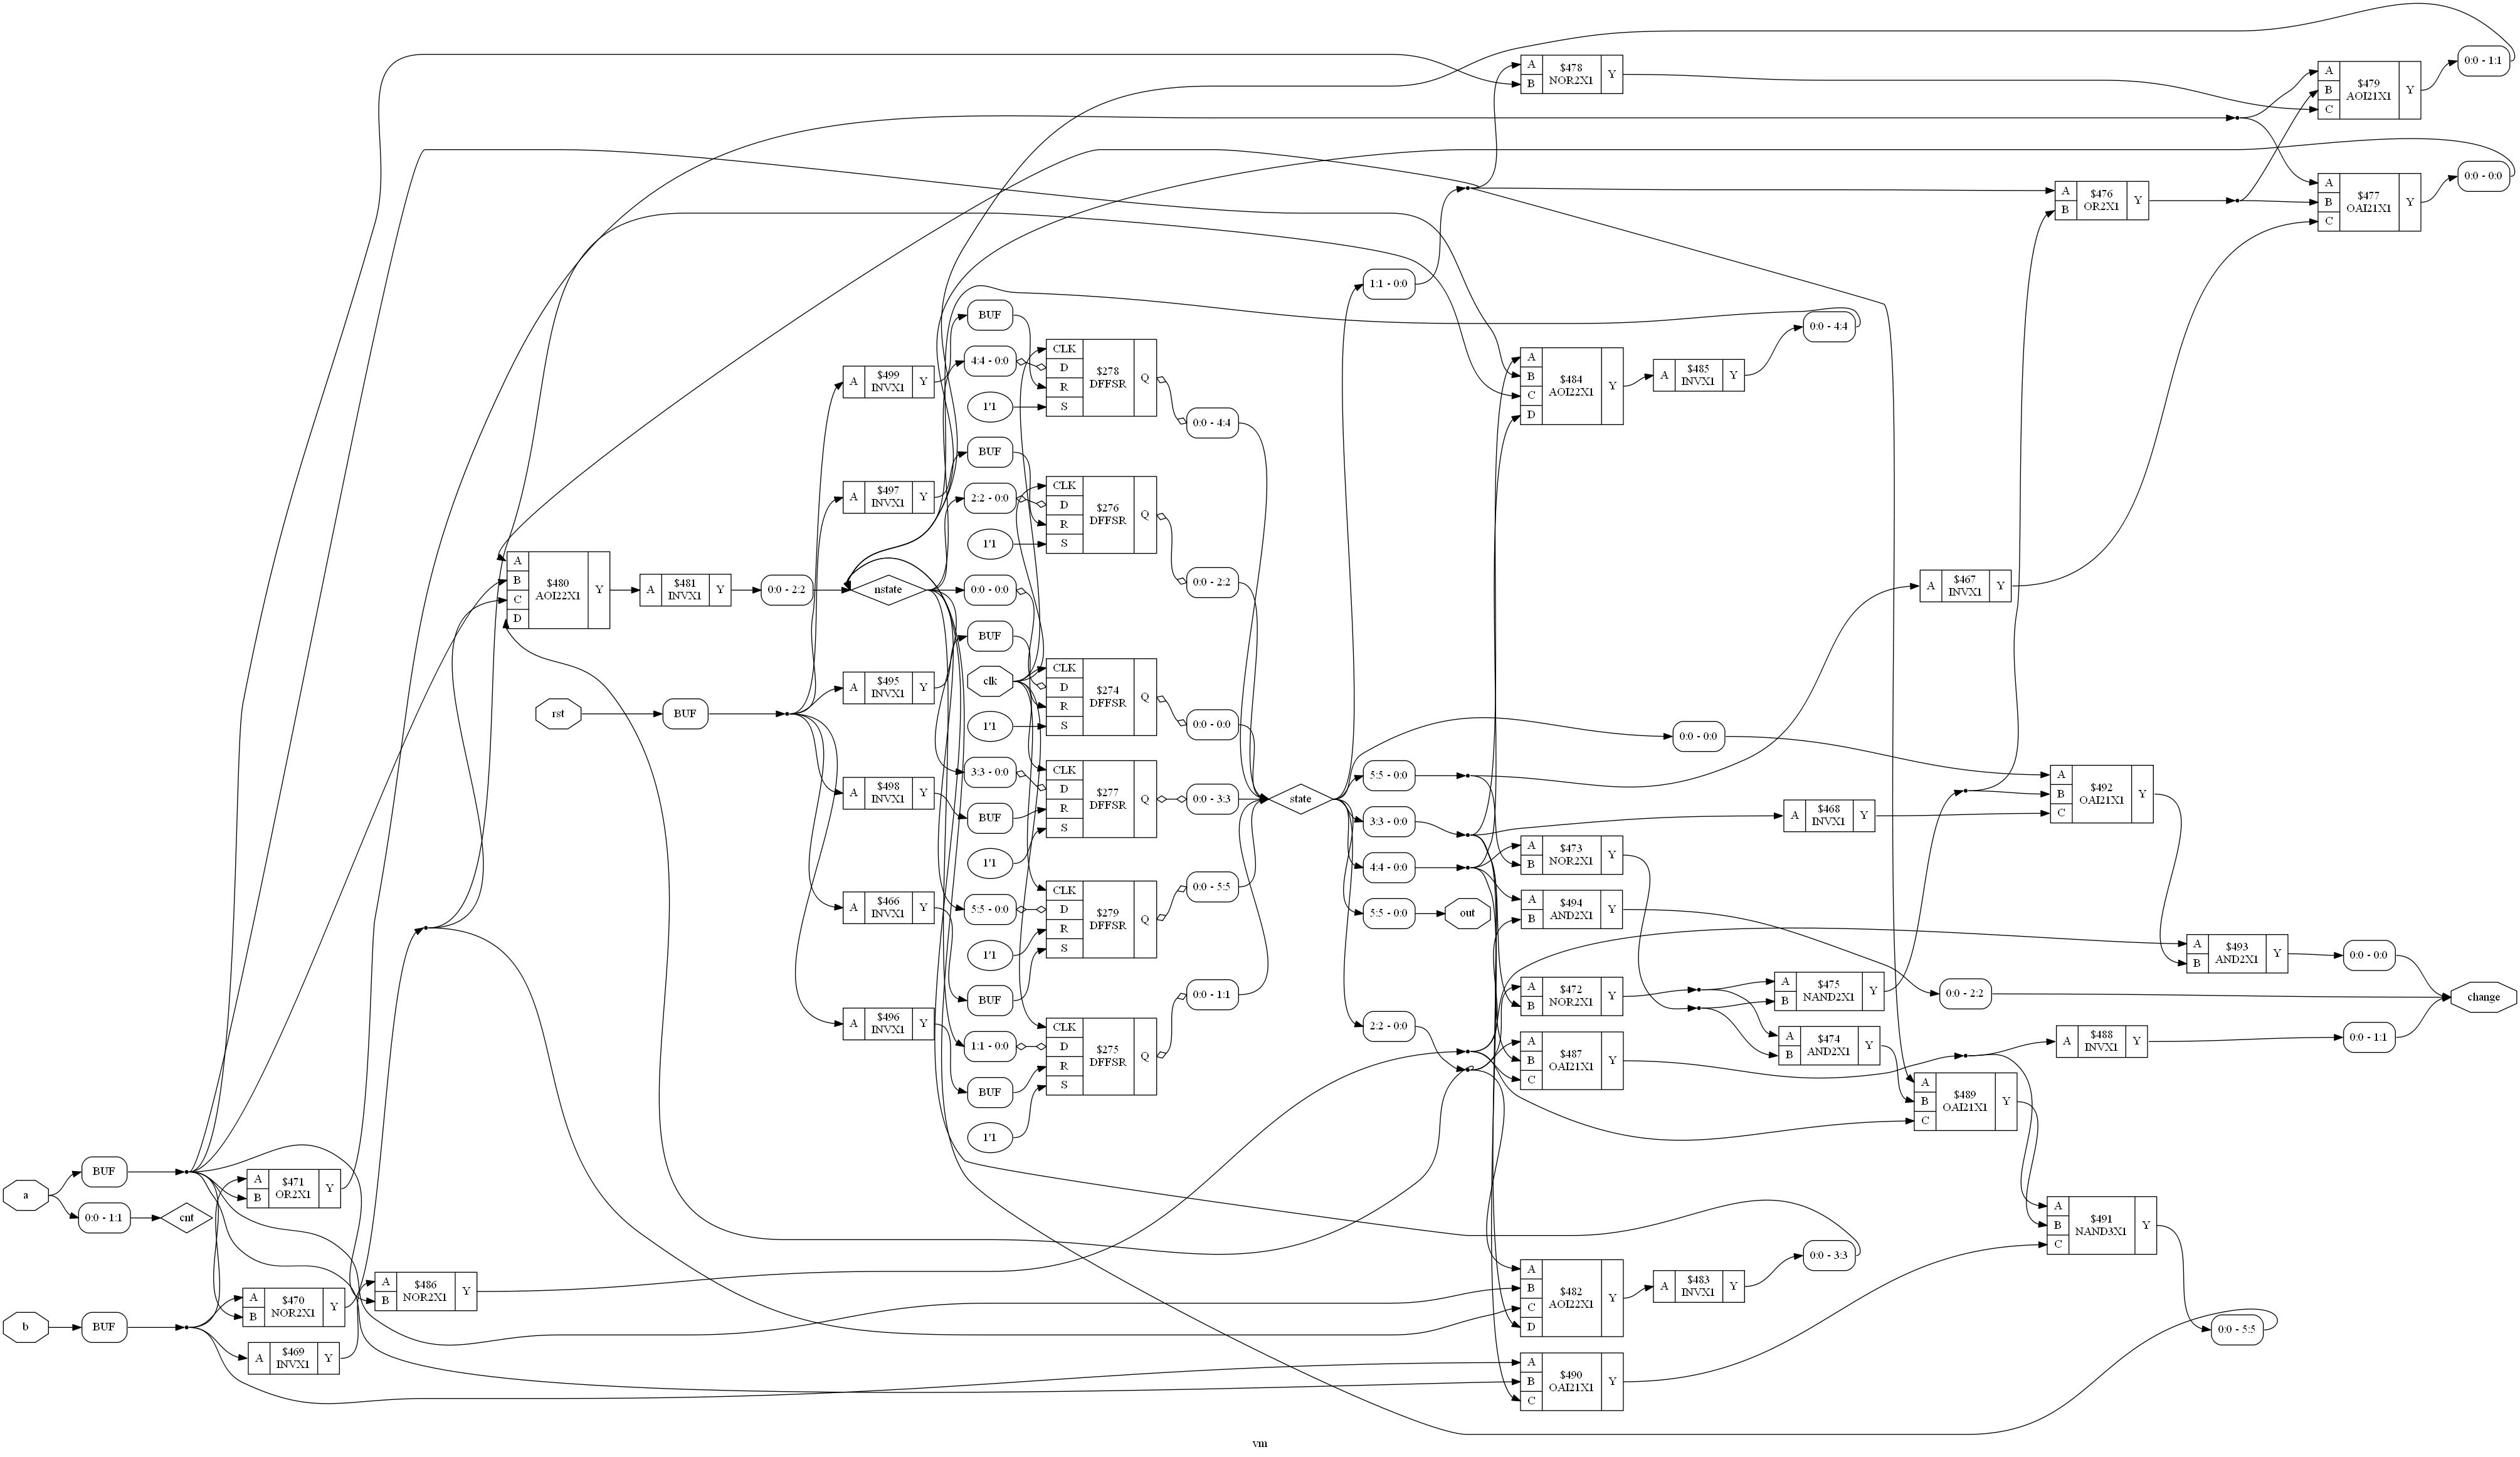 A
B
$478
NOR2X1
Y
0:0 - 1:1
A
B
C
$479
AOI21X1
Y
A
B
C
$477
OAI21X1
Y
0:0 - 0:0
A
B
$476
OR2X1
Y
1:1 - 0:0
BUF
0:0 - 4:4
CLK
D
R
S
$278
DFFSR
Q
4:4 - 0:0
1'1
A
$499
INVX1
Y
A
B
C
D
$484
AOI22X1
Y
A
$485
INVX1
Y
0:0 - 4:4
BUF
A
$497
INVX1
Y
2:2 - 0:0
CLK
D
R
S
$276
DFFSR
Q
1'1
0:0 - 2:2
A
B
C
D
$480
AOI22X1
Y
A
$481
INVX1
Y
0:0 - 2:2
nstate
0:0 - 0:0
A
$467
INVX1
Y
BUF
A
$495
INVX1
Y
clk
CLK
D
R
S
$274
DFFSR
Q
1'1
0:0 - 0:0
rst
BUF
0:0 - 0:0
A
$498
INVX1
Y
3:3 - 0:0
BUF
CLK
D
R
S
$277
DFFSR
Q
1'1
0:0 - 3:3
state
5:5 - 0:0
3:3 - 0:0
4:4 - 0:0
5:5 - 0:0
out
A
$468
INVX1
Y
A
B
C
$492
OAI21X1
Y
A
B
$473
NOR2X1
Y
A
B
$494
AND2X1
Y
A
$466
INVX1
Y
5:5 - 0:0
1'1
BUF
CLK
D
R
S
$279
DFFSR
Q
0:0 - 5:5
A
B
$493
AND2X1
Y
0:0 - 0:0
A
B
$472
NOR2X1
Y
A
B
$475
NAND2X1
Y
0:0 - 2:2
change
0:0 - 1:1
A
$496
INVX1
Y
1:1 - 0:0
BUF
1'1
CLK
D
R
S
$275
DFFSR
Q
2:2 - 0:0
A
B
C
$487
OAI21X1
Y
A
B
$474
AND2X1
Y
A
$488
INVX1
Y
0:0 - 1:1
A
B
C
$489
OAI21X1
Y
a
BUF
0:0 - 1:1
cnt
A
B
$471
OR2X1
Y
A
B
C
$491
NAND3X1
Y
b
BUF
A
B
$470
NOR2X1
Y
A
B
$486
NOR2X1
Y
A
$469
INVX1
Y
A
B
C
D
$482
AOI22X1
Y
A
$483
INVX1
Y
0:0 - 3:3
0:0 - 5:5
A
B
C
$490
OAI21X1
Y
vm